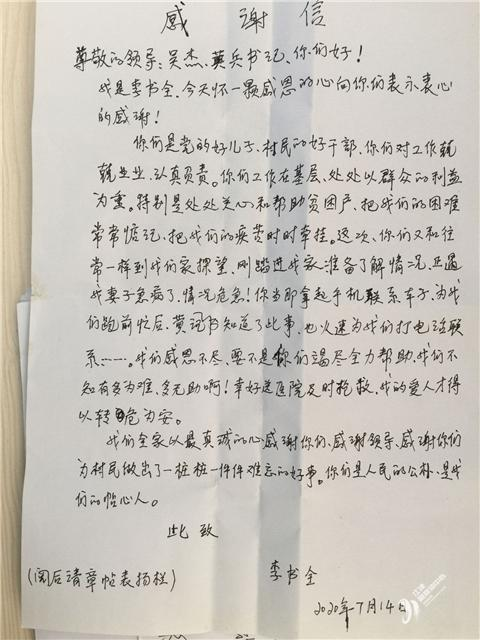 感谢信
尊敬的领导：吴杰、英兵书记、你们好！
我是李书全、今天怀一颗感恩的心向你们表示衷心
的感谢！
你们是党的好儿子、村民的好干部、你们对工作兢
兢业业、认真负责。你们工作在基层、处处以群众的利益
为重。特别是处处关心和帮助贫困户、把我们的困难
常常惦记、把我们的疾苦时时牵挂。这次、你们又和往
常一样到我们家探望、刚踏进我家准备了解情况、正遇
我妻子急病了、情况危急！你当即拿起手机联系车子、为我
们跑前忙后、黄书记知道了此事、也火速为我们打电话联
系……。我们感恩不尽、要不是你们竭尽全力帮助、我们不
知有多为难、多无助啊！幸好送医院及时抢救、我的爱人才得
以转危为安。
我们全家以最真诚的心感谢你们、感谢领导、感谢你们
为村民做出了一桩桩一件件难忘的好事。你们是人民的公仆、是我
们的贴心人。
此致
(阅后请章帖表扬栏)
李书全
2020年7月14日